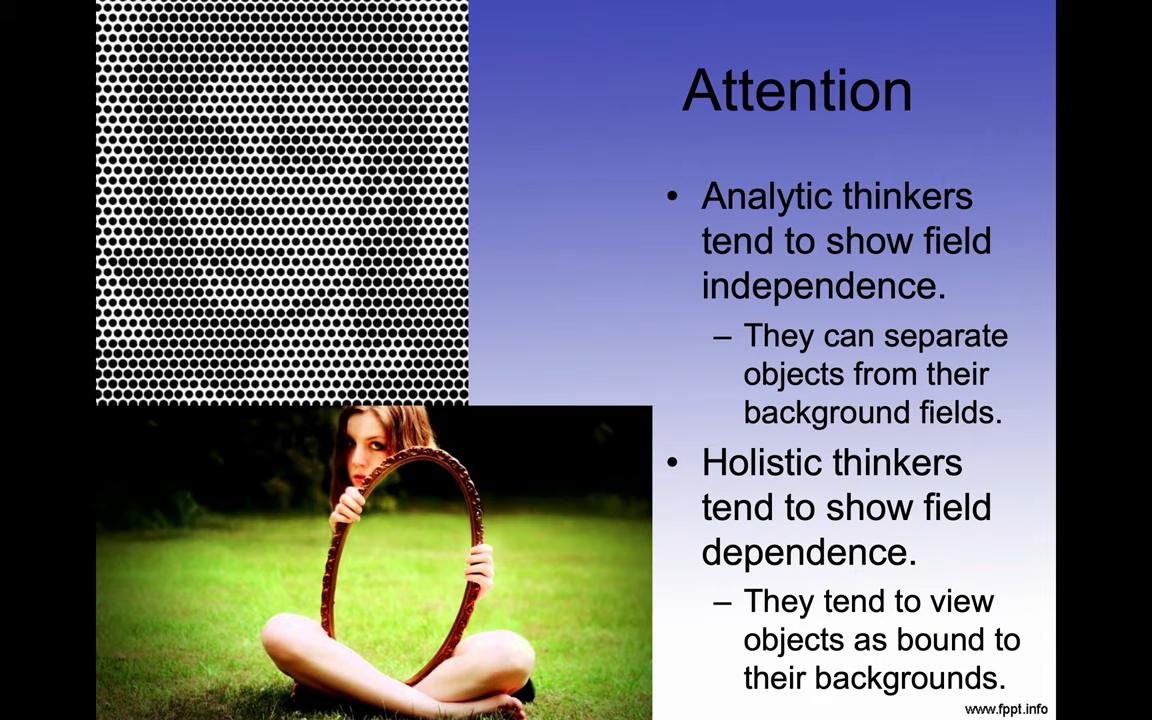 Attention
• Analytic thinkers
tend to show field
independence.
– They can separate
objects from their
background fields.
• Holistic thinkers
tend to show field
dependence.
– They tend to view
objects as bound to
their backgrounds.
www.fppt.info